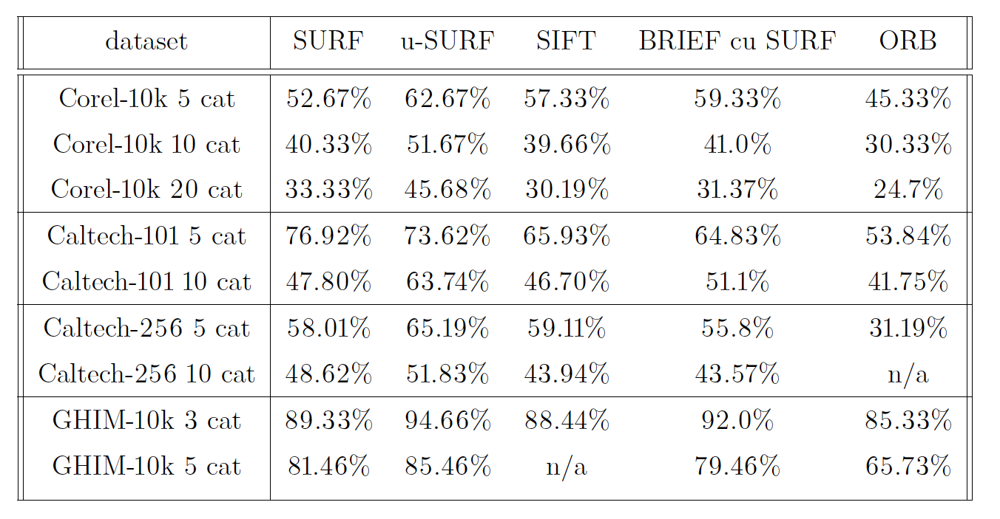 dataset SURF u-SURF SIFT BRIEF cu SURF ORB
Corel-10k 5 cat 52.67% 62.67% 57.33% 59.33% 45.33%
Corel-10k 10 cat 40.33% 51.67% 39.66% 41.0% 30.33%
Corel-10k 20 cat 33.33% 45.68% 30.19% 31.37% 24.7%
Caltech-101 5 cat 76.92% 73.62% 65.93% 64.83% 53.84%
Caltech-101 10 cat 47.80% 63.74% 46.70% 51.1% 41.75%
Caltech-256 5 cat 58.01% 65.19% 59.11% 55.8% 31.19%
Caltech-256 10 cat 48.62% 51.83% 43.94% 43.57% n/a
GHIM-10k 3 cat 89.33% 94.66% 88.44% 92.0% 85.33%
GHIM-10k 5 cat 81.46% 85.46% n/a 79.46% 65.73%